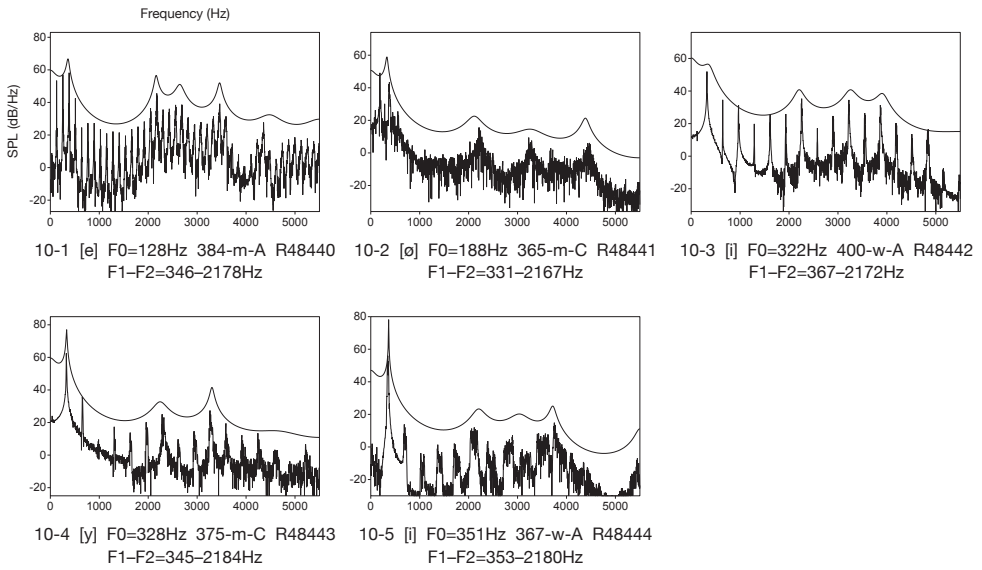 Frequency (Hz)
SPL (dB/Hz)
80
60
40
20
0
-20
0 1000 2000 3000 4000 5000
10-1 [e] F0=128Hz 384-m-A R48440
F1–F2=346–2178Hz
60
40
20
0
-20
0 1000 2000 3000 4000 5000
10-2 [ø] F0=188Hz 365-m-C R48441
F1–F2=331–2167Hz
60
40
20
0
-20
0 1000 2000 3000 4000 5000
10-3 [i] F0=322Hz 400-w-A R48442
F1–F2=367–2172Hz
80
60
40
20
0
-20
0 1000 2000 3000 4000 5000
10-4 [y] F0=328Hz 375-m-C R48443
F1–F2=345–2184Hz
80
60
40
20
0
-20
0 1000 2000 3000 4000 5000
10-5 [i] F0=351Hz 367-w-A R48444
F1–F2=353–2180Hz